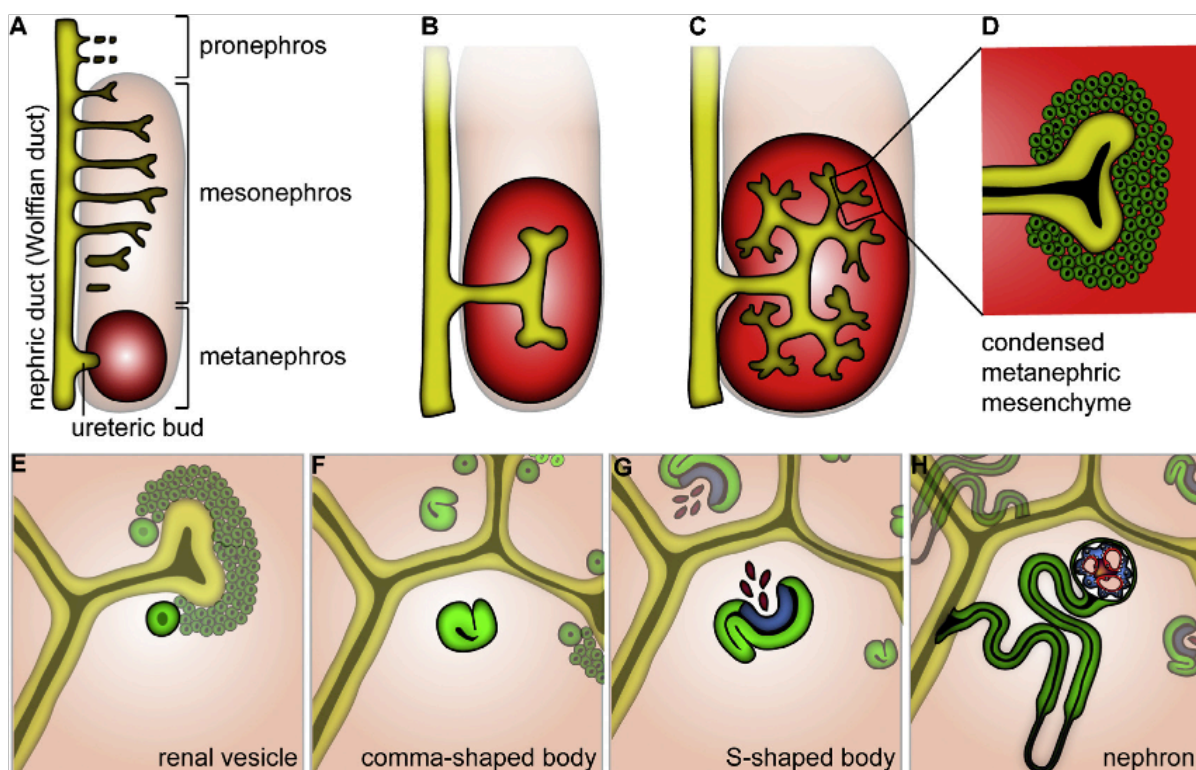 A
B
C
D
pronephros
nephric duct (Wolffian duct)
mesonephros
metanephros
ureteric bud
condensed
metanephric
mesenchyme
E
F
G
H
renal vesicle
comma-shaped body
S-shaped body
nephron